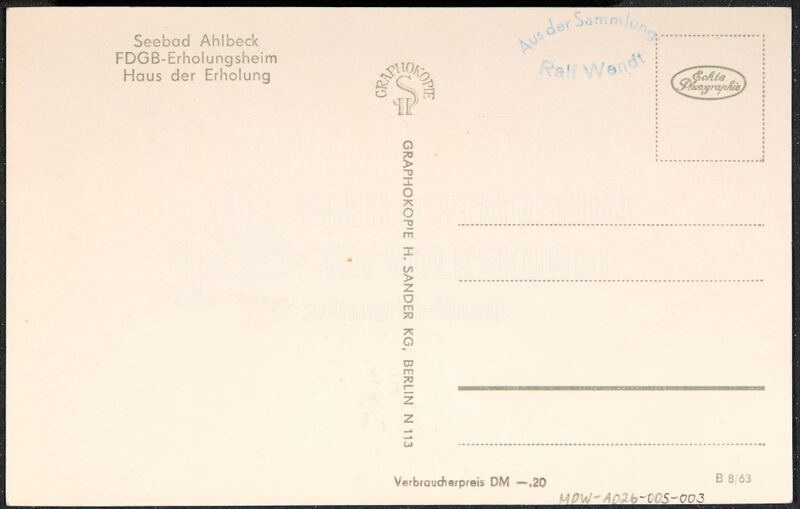 Seebad Ahlbeck
FDGB-Erholungsheim
Haus der Erholung
GRAPHOKOPIE
H S
GRAPHOKOPIE H. SANDER KG, BERLIN N 113
Aus der Sammlung
Ralf Wendt
Echte
Photographie
FREILICHTMUSEUM
für VOLKSKUNDE
Schwerin-Mueß
Verbraucherpreis DM —,20
B 8/63
MPW-A026-005-003